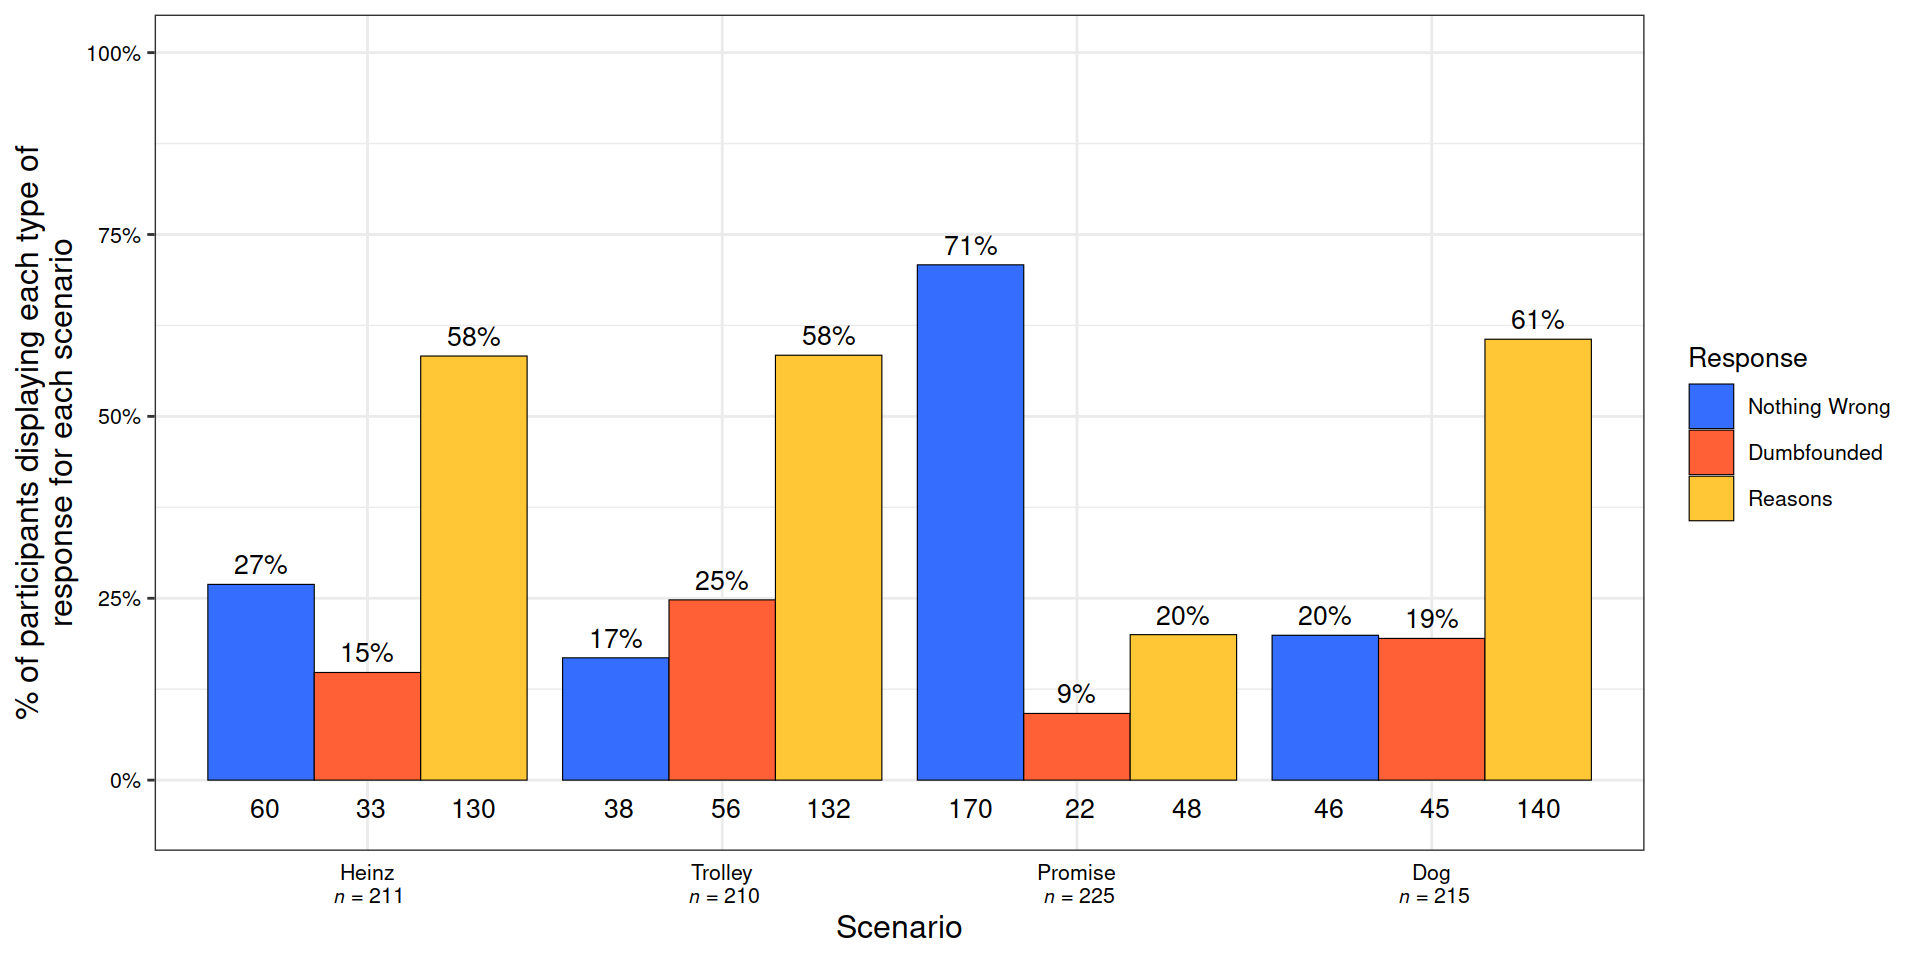 % of participants displaying each type of
response for each scenario
100%
75%
50%
25%
0%
27%
15%
58%
17%
25%
58%
71%
9%
20%
20%
19%
61%
60
33
130
38
56
132
170
22
48
46
45
140
Heinz
n = 211
Trolley
n = 210
Promise
n = 225
Dog
n = 215
Scenario
Response
Nothing Wrong
Dumbfounded
Reasons